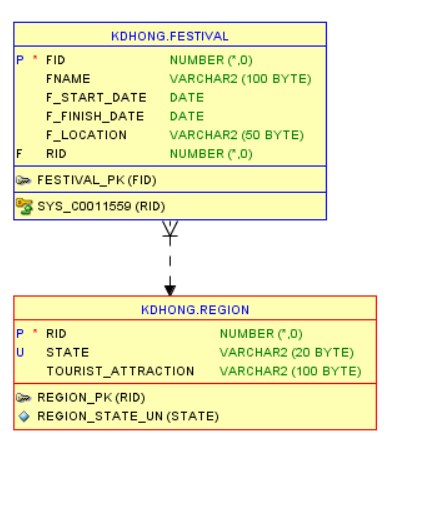 KDHONG.FESTIVAL
P * FID NUMBER (*,0)
FNAME VARCHAR2 (100 BYTE)
F_START_DATE DATE
F_FINISH_DATE DATE
F_LOCATION VARCHAR2 (50 BYTE)
F RID NUMBER (*,0)
FESTIVAL_PK (FID)
SYS_C0011559 (RID)
KDHONG.REGION
P * RID NUMBER (*,0)
U STATE VARCHAR2 (20 BYTE)
TOURIST_ATTRACTION VARCHAR2 (100 BYTE)
REGION_PK (RID)
REGION_STATE_UN (STATE)